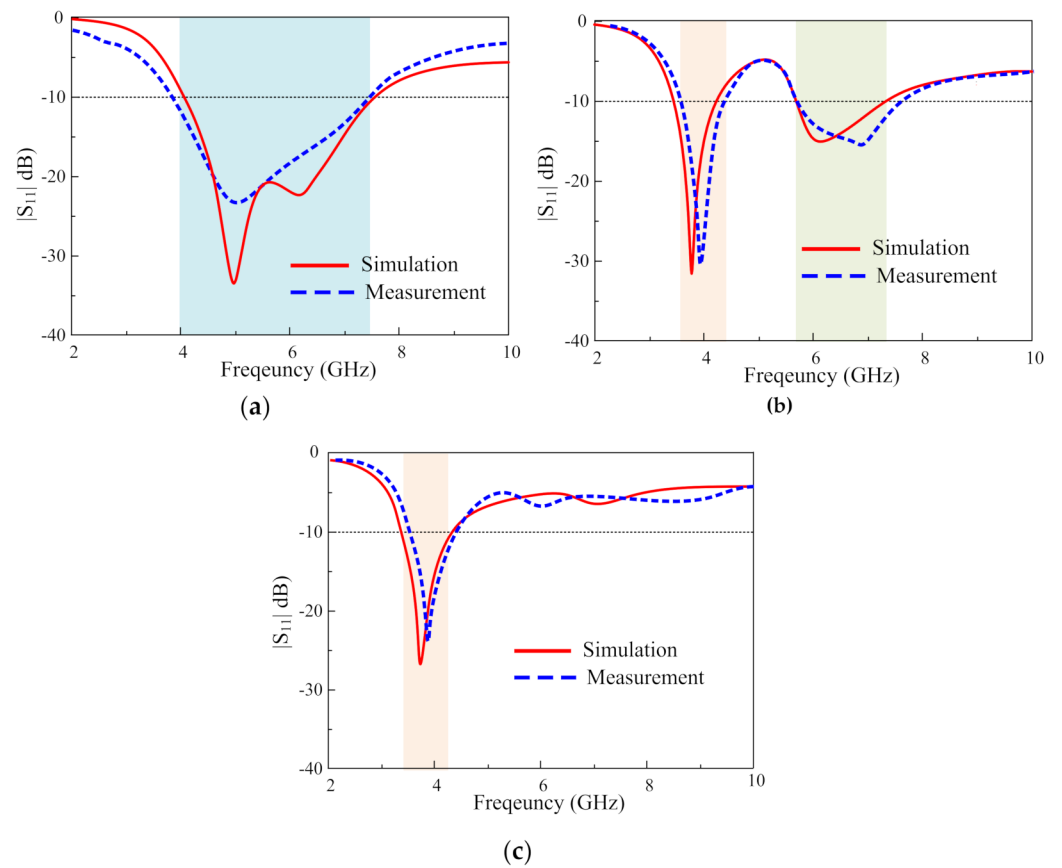 0
-10
-20
-30
-40
|S₁₁| dB
Simulation
Measurement
2 4 6 8 10
Freqeuncy (GHz)
(a)
0
-10
-20
-30
-40
|S₁₁| dB
Simulation
Measurement
2 4 6 8 10
Freqeuncy (GHz)
(b)
0
-10
-20
-30
-40
|S₁₁| dB
Simulation
Measurement
2 4 6 8 10
Freqeuncy (GHz)
(c)